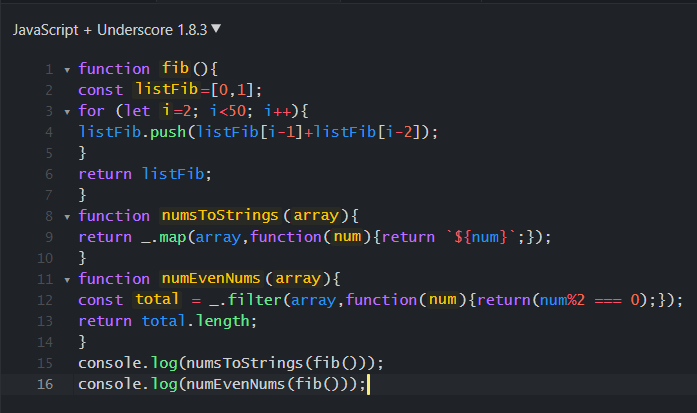 JavaScript + Underscore 1.8.3 ▼
1 ▾ function fib(){
2 const listFib=[0,1];
3 ▾ for (let i=2; i<50; i++){
4 listFib.push(listFib[i-1]+listFib[i-2]);
5 }
6 return listFib;
7 }
8 ▾ function numsToStrings(array){
9 return _.map(array,function(num){return `${num}`;});
10 }
11 ▾ function numEvenNums(array){
12 const total = _.filter(array,function(num){return(num%2 === 0);});
13 return total.length;
14 }
15 console.log(numsToStrings(fib()));
16 console.log(numEvenNums(fib()));